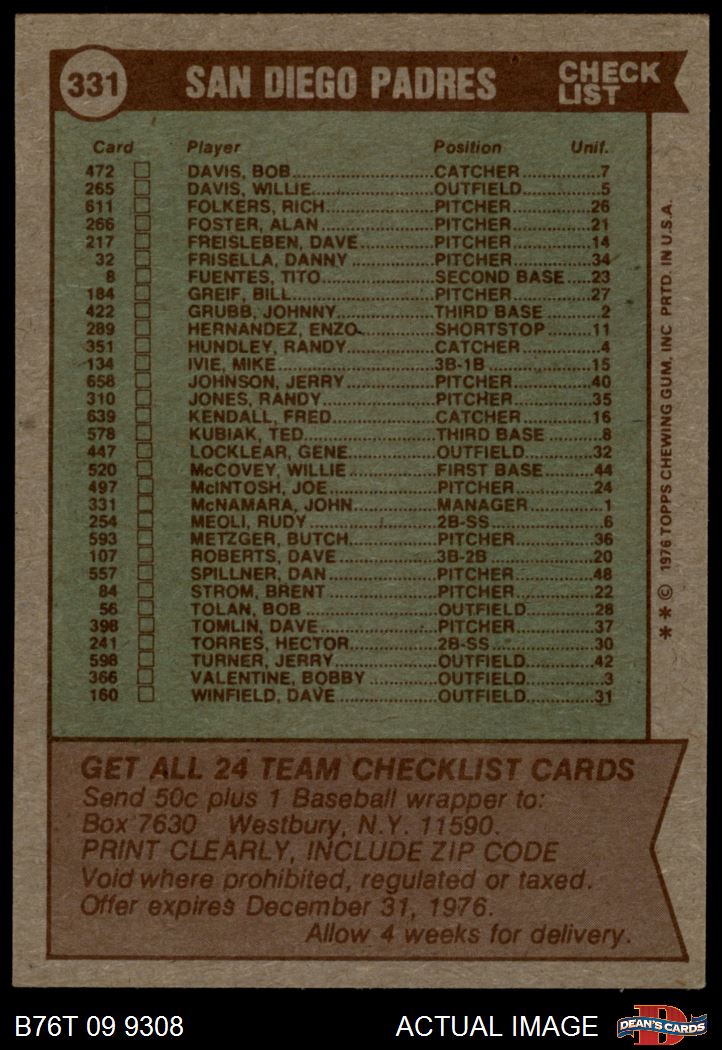 331 SAN DIEGO PADRES CHECK LIST
Card Player Position Unif.
472 DAVIS, BOB CATCHER 7
265 DAVIS, WILLIE OUTFIELD 5
611 FOLKERS, RICH PITCHER 26
266 FOSTER, ALAN PITCHER 21
217 FREISLEBEN, DAVE PITCHER 14
32 FRISELLA, DANNY PITCHER 34
8 FUENTES, TITO SECOND BASE 23
184 GREIF, BILL PITCHER 27
422 GRUBB, JOHNNY THIRD BASE 2
289 HERNANDEZ, ENZO SHORTSTOP 11
351 HUNDLEY, RANDY CATCHER 4
134 IVIE, MIKE 3B-1B 15
658 JOHNSON, JERRY PITCHER 40
310 JONES, RANDY PITCHER 35
639 KENDALL, FRED CATCHER 16
578 KUBIAK, TED THIRD BASE 8
447 LOCKLEAR, GENE OUTFIELD 32
520 McCOVEY, WILLIE FIRST BASE 44
497 McINTOSH, JOE PITCHER 24
331 McNAMARA, JOHN MANAGER 1
254 MEOLI, RUDY 2B-SS 6
593 METZGER, BUTCH PITCHER 36
107 ROBERTS, DAVE 3B-2B 20
557 SPILLNER, DAN PITCHER 48
84 STROM, BRENT PITCHER 22
56 TOLAN, BOB OUTFIELD 28
398 TOMLIN, DAVE PITCHER 37
241 TORRES, HECTOR 2B-SS 30
598 TURNER, JERRY OUTFIELD 42
366 VALENTINE, BOBBY OUTFIELD 3
160 WINFIELD, DAVE OUTFIELD 31
* * © 1976 TOPPS CHEWING GUM, INC PRTD. IN U.S.A.
GET ALL 24 TEAM CHECKLIST CARDS
Send 50c plus 1 Baseball wrapper to:
Box 7630 Westbury, N.Y. 11590.
PRINT CLEARLY, INCLUDE ZIP CODE
Void where prohibited, regulated or taxed.
Offer expires December 31, 1976.
Allow 4 weeks for delivery.
B76T 09 9308 ACTUAL IMAGE D DEAN'S CARDS